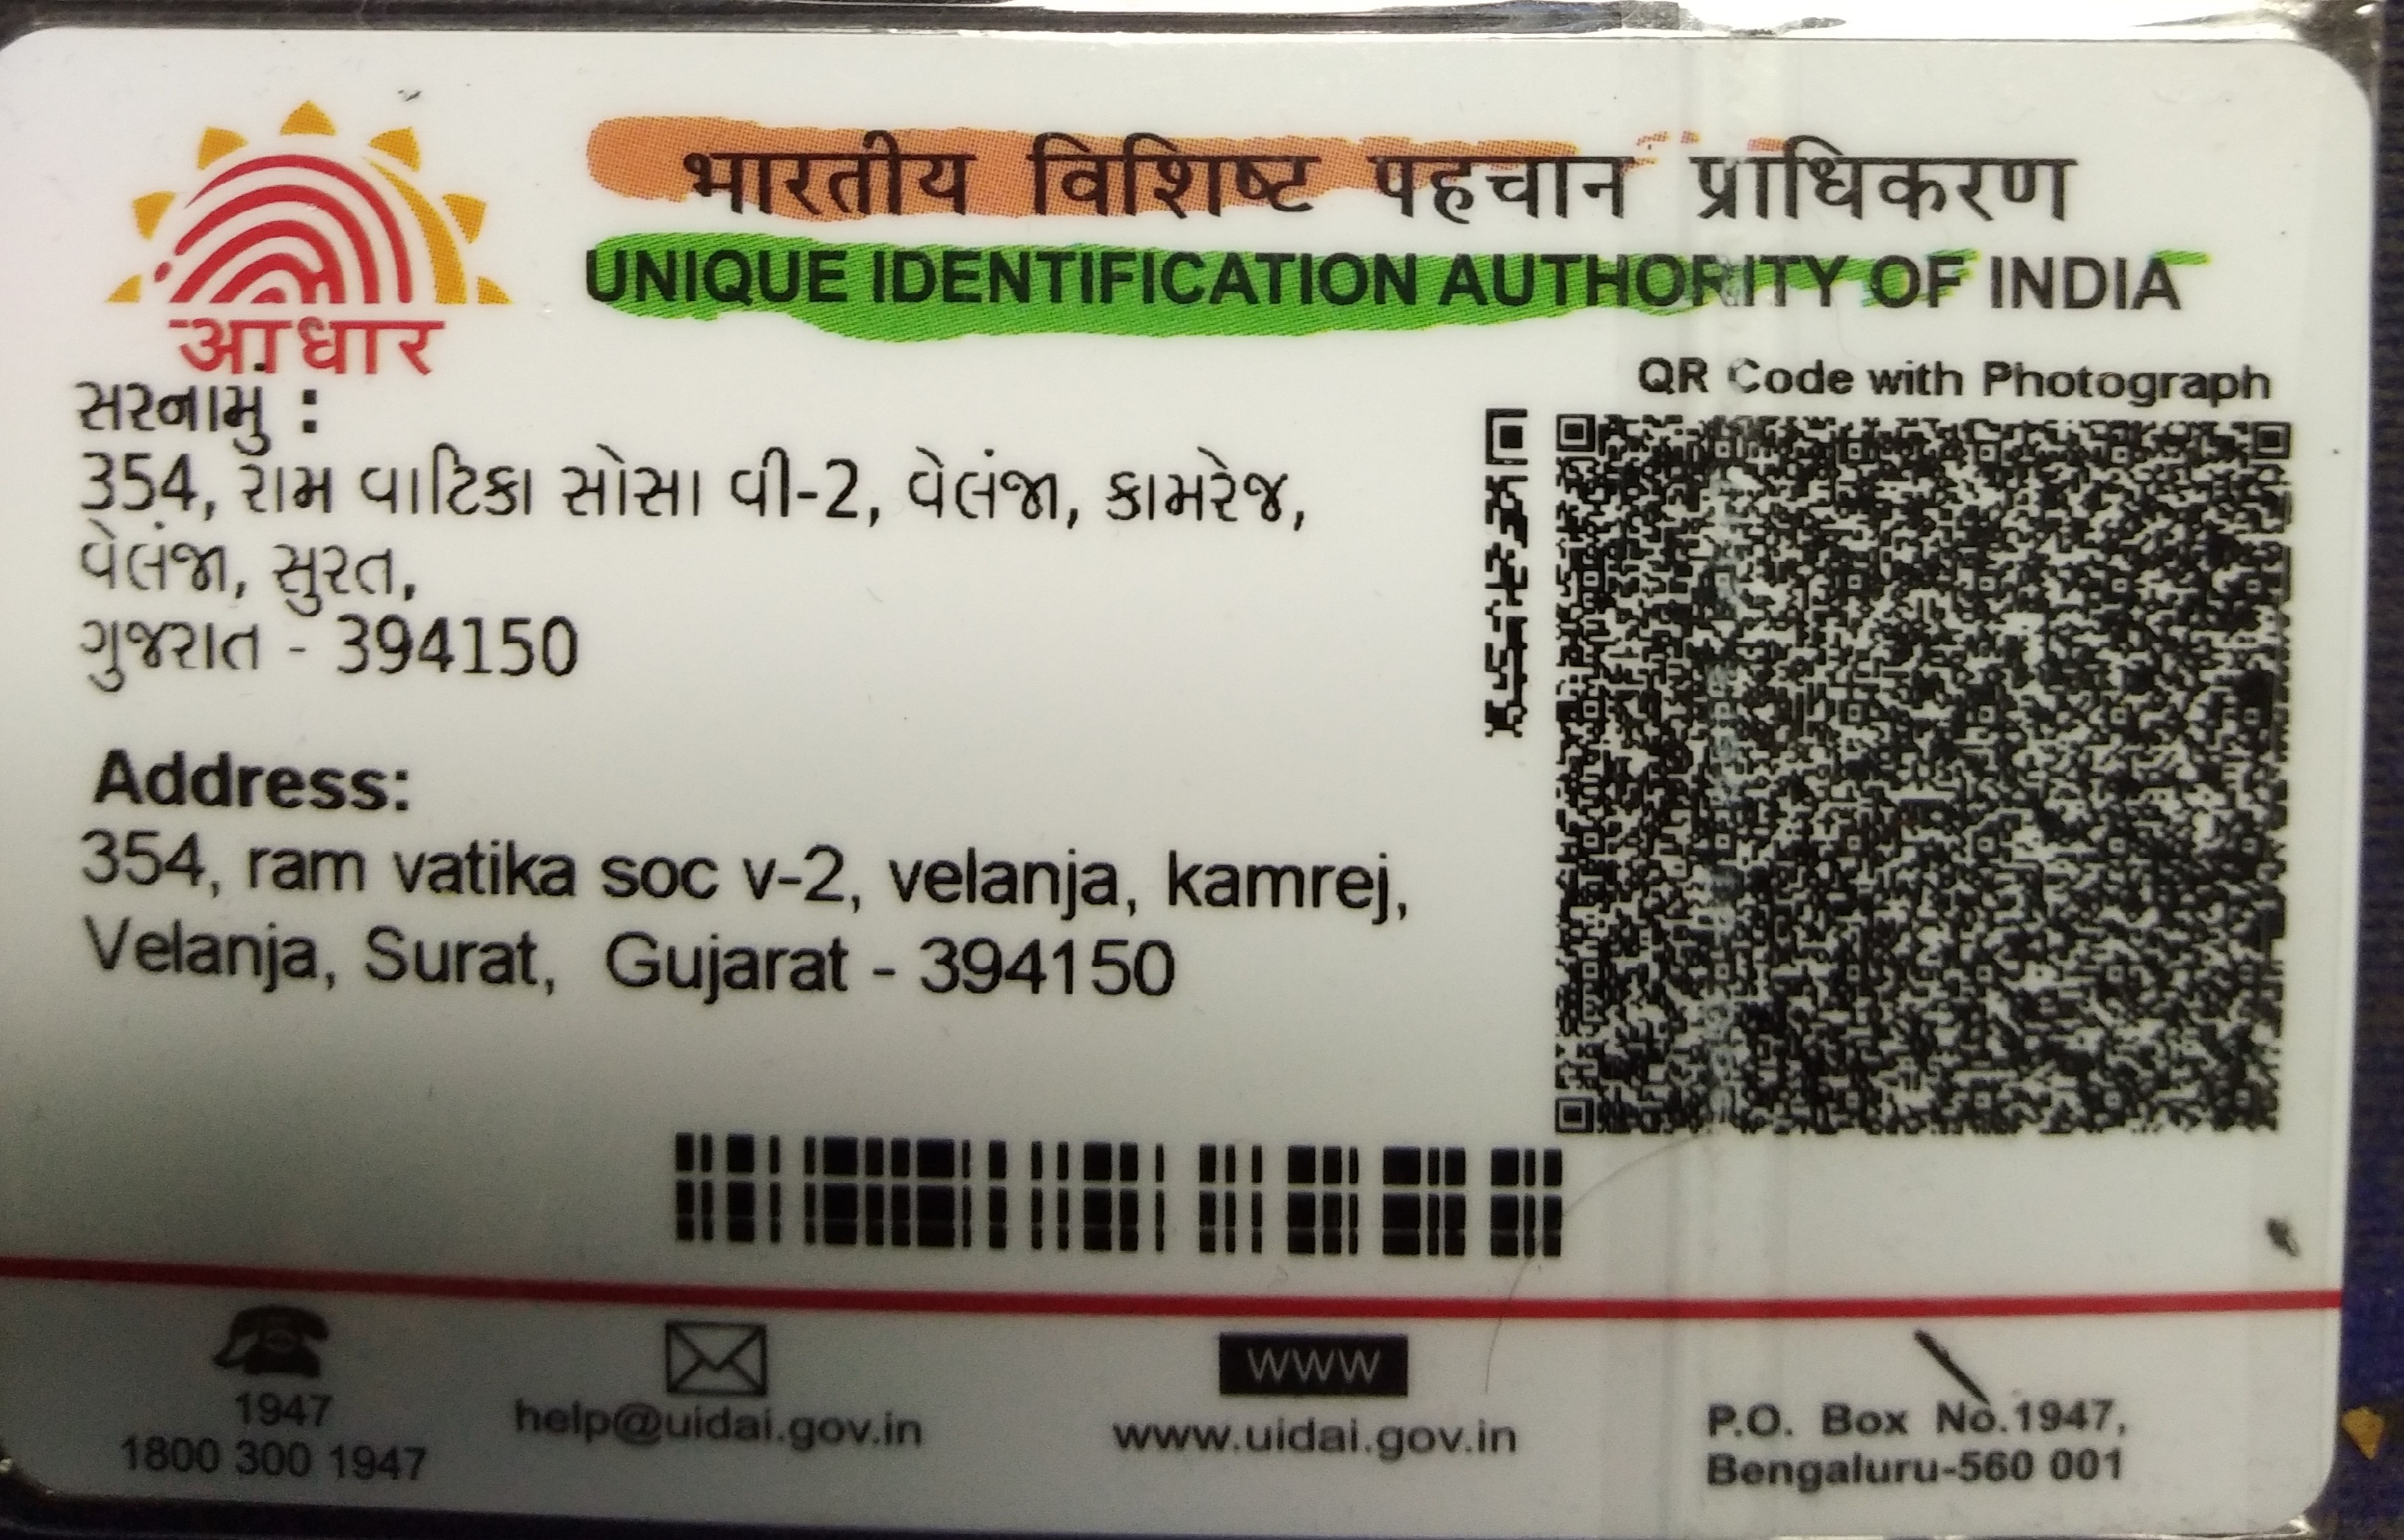 भारतीय विशिष्ट पहचान प्राधिकरण
UNIQUE IDENTIFICATION AUTHORITY OF INDIA
आधार
QR Code with Photograph
સરનામું :
354, રામ વાટિકા સોસા વી-2, વેલંજા, કામરેજ,
વેલંજા, સુરત,
ગુજરાત - 394150
Address:
354, ram vatika soc v-2, velanja, kamrej,
Velanja, Surat, Gujarat - 394150
1947
1800 300 1947
help@uidai.gov.in
WWW
www.uidai.gov.in
P.O. Box No.1947,
Bengaluru-560 001